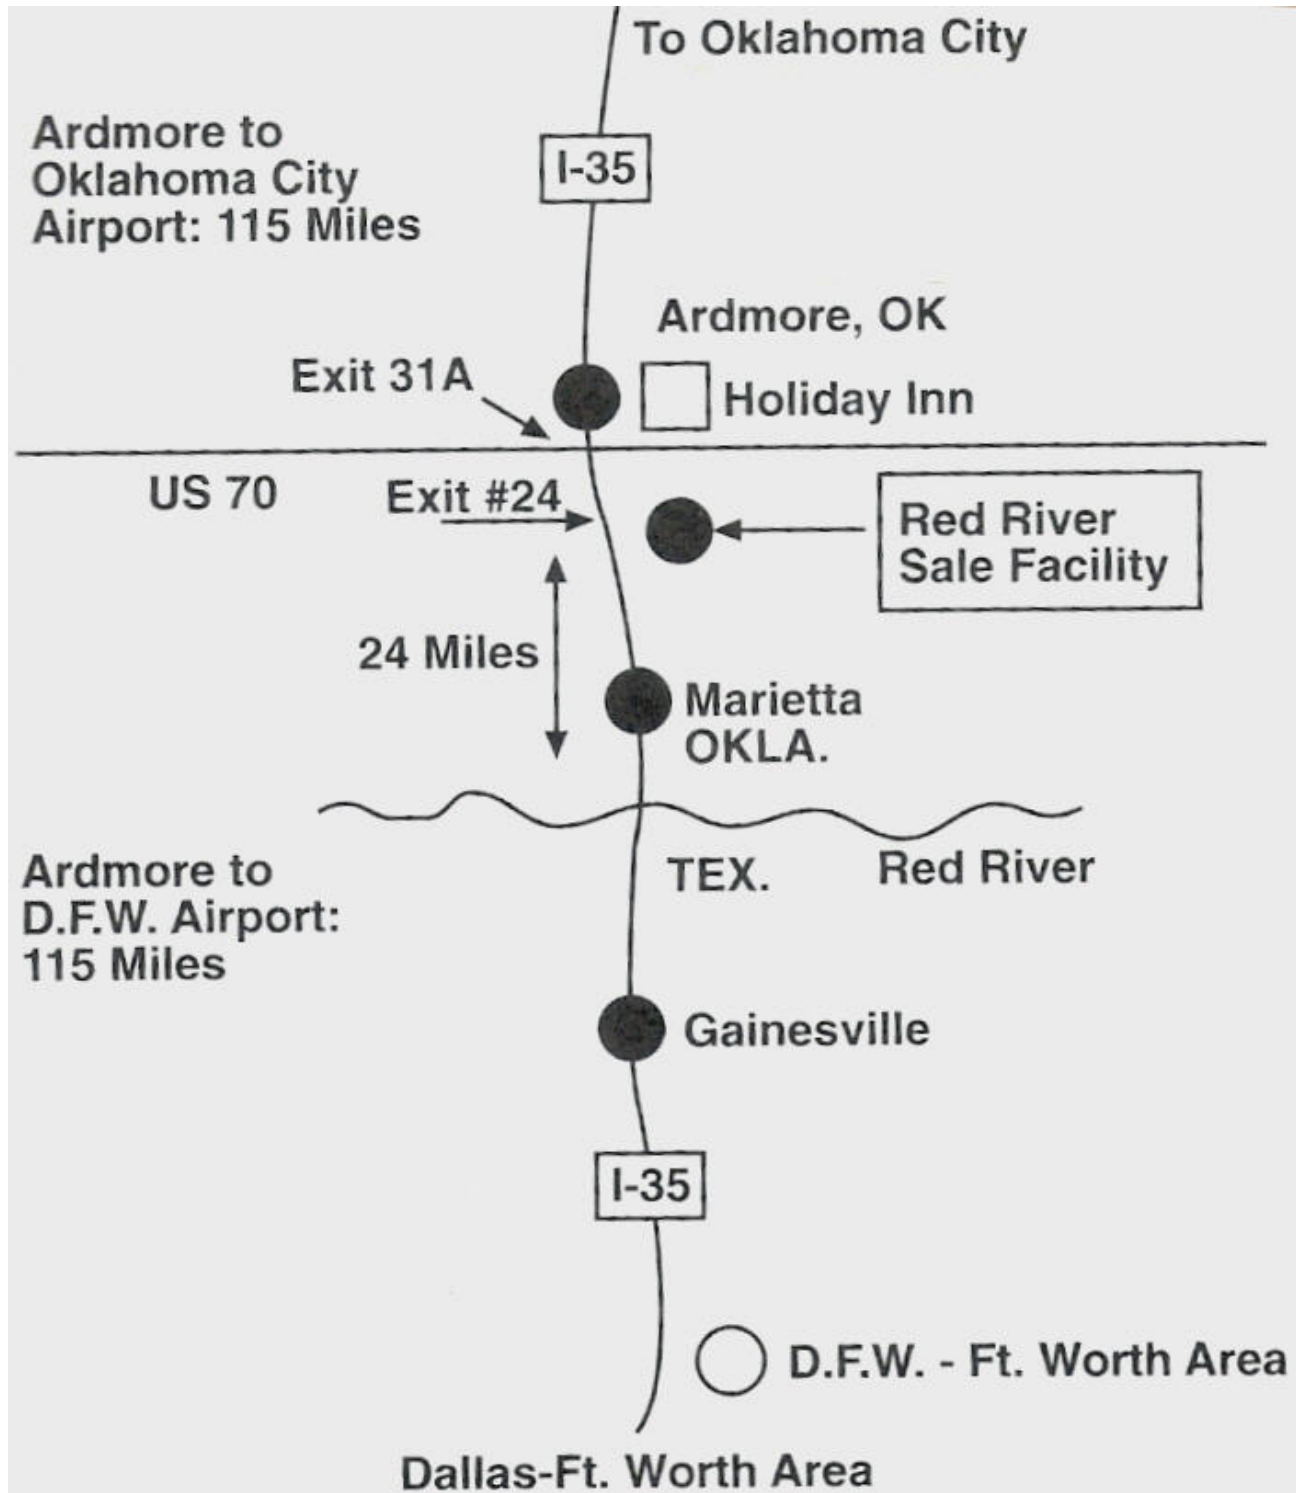 To Oklahoma City
Ardmore to
Oklahoma City
Airport: 115 Miles
I-35
Ardmore, OK
Exit 31A
Holiday Inn
US 70
Exit #24
Red River
Sale Facility
24 Miles
Marietta
OKLA.
TEX.
Red River
Ardmore to
D.F.W. Airport:
115 Miles
Gainesville
I-35
D.F.W. - Ft. Worth Area
Dallas-Ft. Worth Area